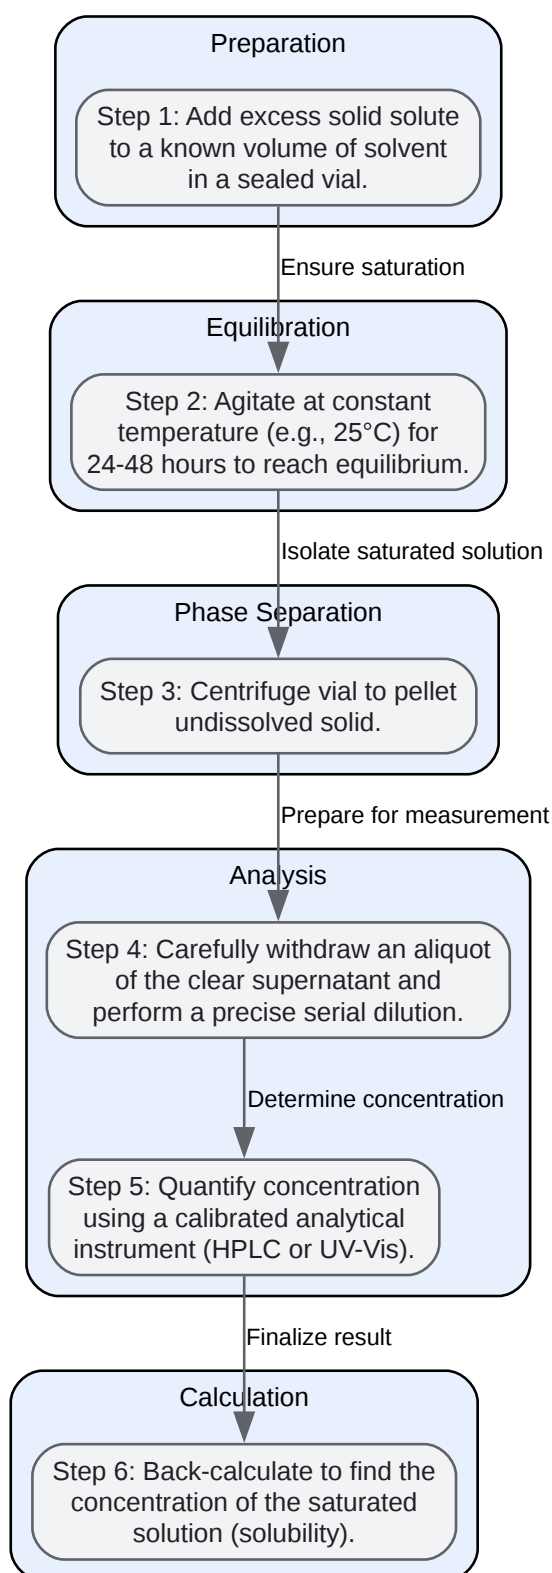 Preparation
Step 1: Add excess solid solute
to a known volume of solvent
in a sealed vial.
Ensure saturation
Equilibration
Step 2: Agitate at constant
temperature (e.g., 25°C) for
24-48 hours to reach equilibrium.
Isolate saturated solution
Phase Separation
Step 3: Centrifuge vial to pellet
undissolved solid.
Prepare for measurement
Analysis
Step 4: Carefully withdraw an aliquot
of the clear supernatant and
perform a precise serial dilution.
Determine concentration
Step 5: Quantify concentration
using a calibrated analytical
instrument (HPLC or UV-Vis).
Finalize result
Calculation
Step 6: Back-calculate to find the
concentration of the saturated
solution (solubility).